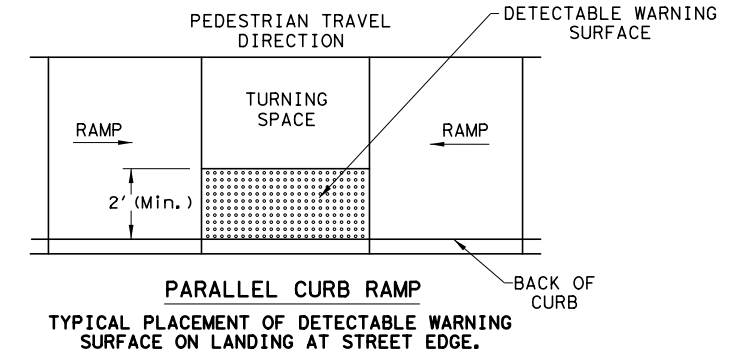 PEDESTRIAN TRAVEL
DIRECTION
DETECTABLE WARNING
SURFACE
TURNING
SPACE
RAMP
RAMP
2' (Min.)
BACK OF
CURB
PARALLEL CURB RAMP
TYPICAL PLACEMENT OF DETECTABLE WARNING
SURFACE ON LANDING AT STREET EDGE.